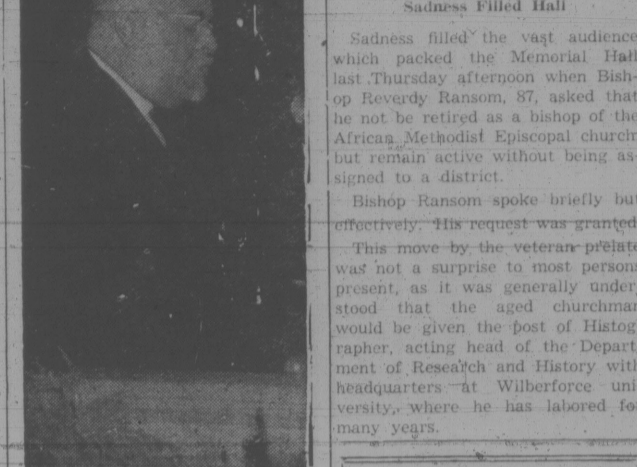 Sadness Filled Hall
Sadness filled the vast audience
which packed the Memorial Hall
last Thursday afternoon when Bish-
op Reverdy Ransom, 87, asked that
he not be retired as a bishop of the
African Methodist Episcopal church
but remain active without being as-
signed to a district.
Bishop Ransom spoke briefly but
effectively. His request was granted
This move by the veteran prelate
was not a surprise to most persons
present, as it was generally under
stood that the aged churchman
would be given the post of Histog
rapher, acting head of the Depart
ment of Research and History with
headquarters at Wilberforce uni
versity, where he has labored for
many years.